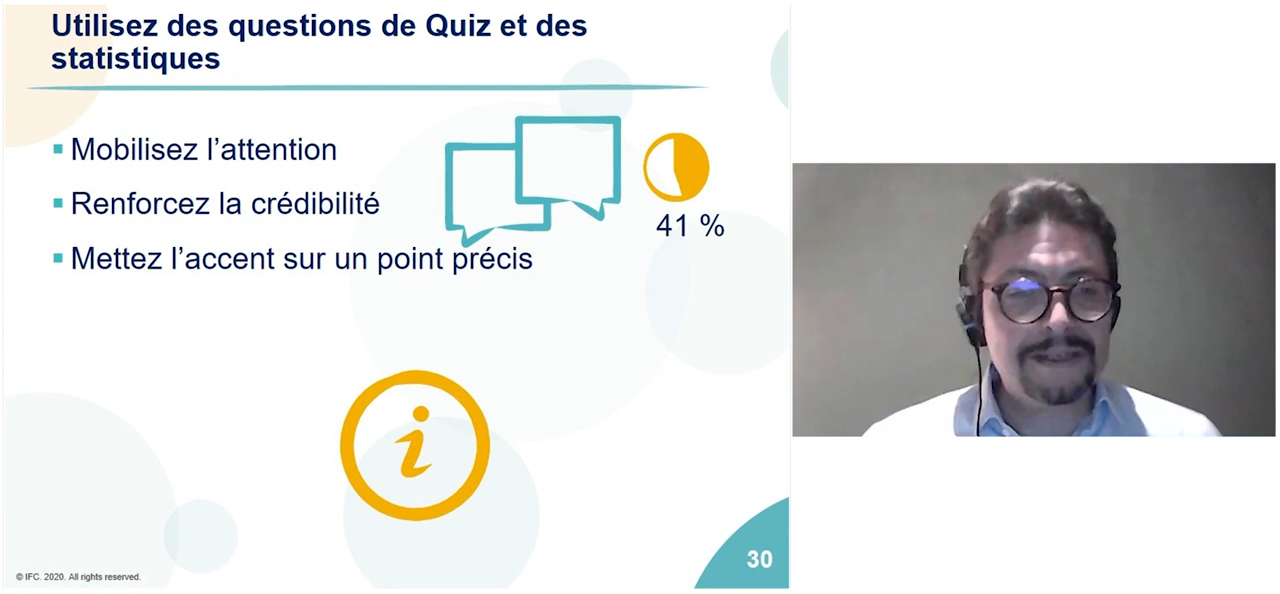 Utilisez des questions de Quiz et des
statistiques
Mobilisez l’attention
Renforcez la crédibilité
Mettez l’accent sur un point précis
41 %
i
30
© IFC. 2020. All rights reserved.